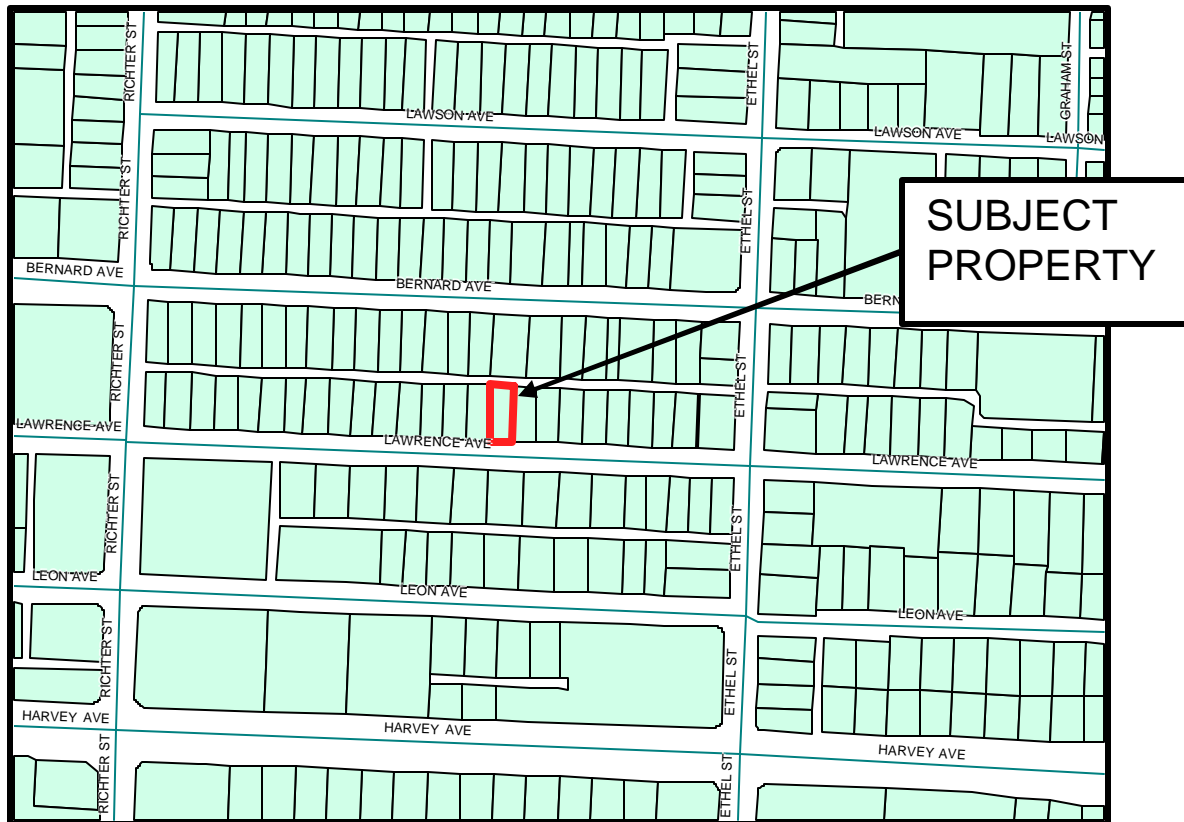 RICHTER ST
ETHEL ST
GRAHAM ST
LAWSON AVE
LAWSON AVE
LAWSON
RICHTER ST
ETHEL ST
SUBJECT
PROPERTY
BERNARD AVE
BERNARD AVE
BERN
RICHTER ST
ETHEL ST
LAWRENCE AVE
LAWRENCE AVE
LAWRENCE AVE
RICHTER ST
ETHEL ST
LEON AVE
LEON AVE
LEON AVE
RICHTER ST
ETHEL ST
HARVEY AVE
HARVEY AVE
HARVEY AVE
RICHTER ST
ETHEL ST